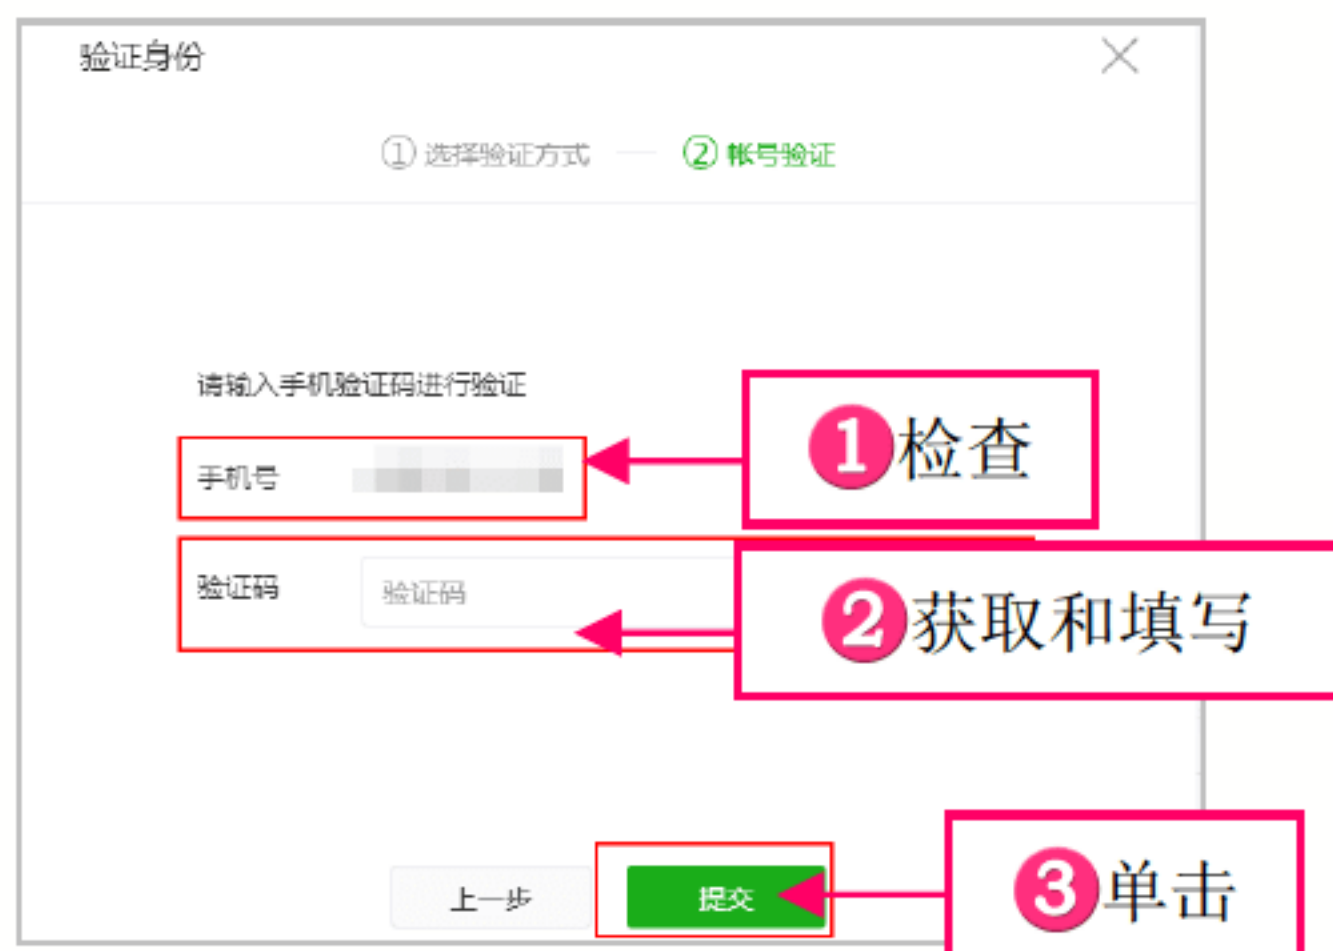 验证身份
① 选择验证方式 — ② 帐号验证
请输入手机验证码进行验证
手机号
❶检查
验证码 验证码
❷获取和填写
上一步 提交
❸单击